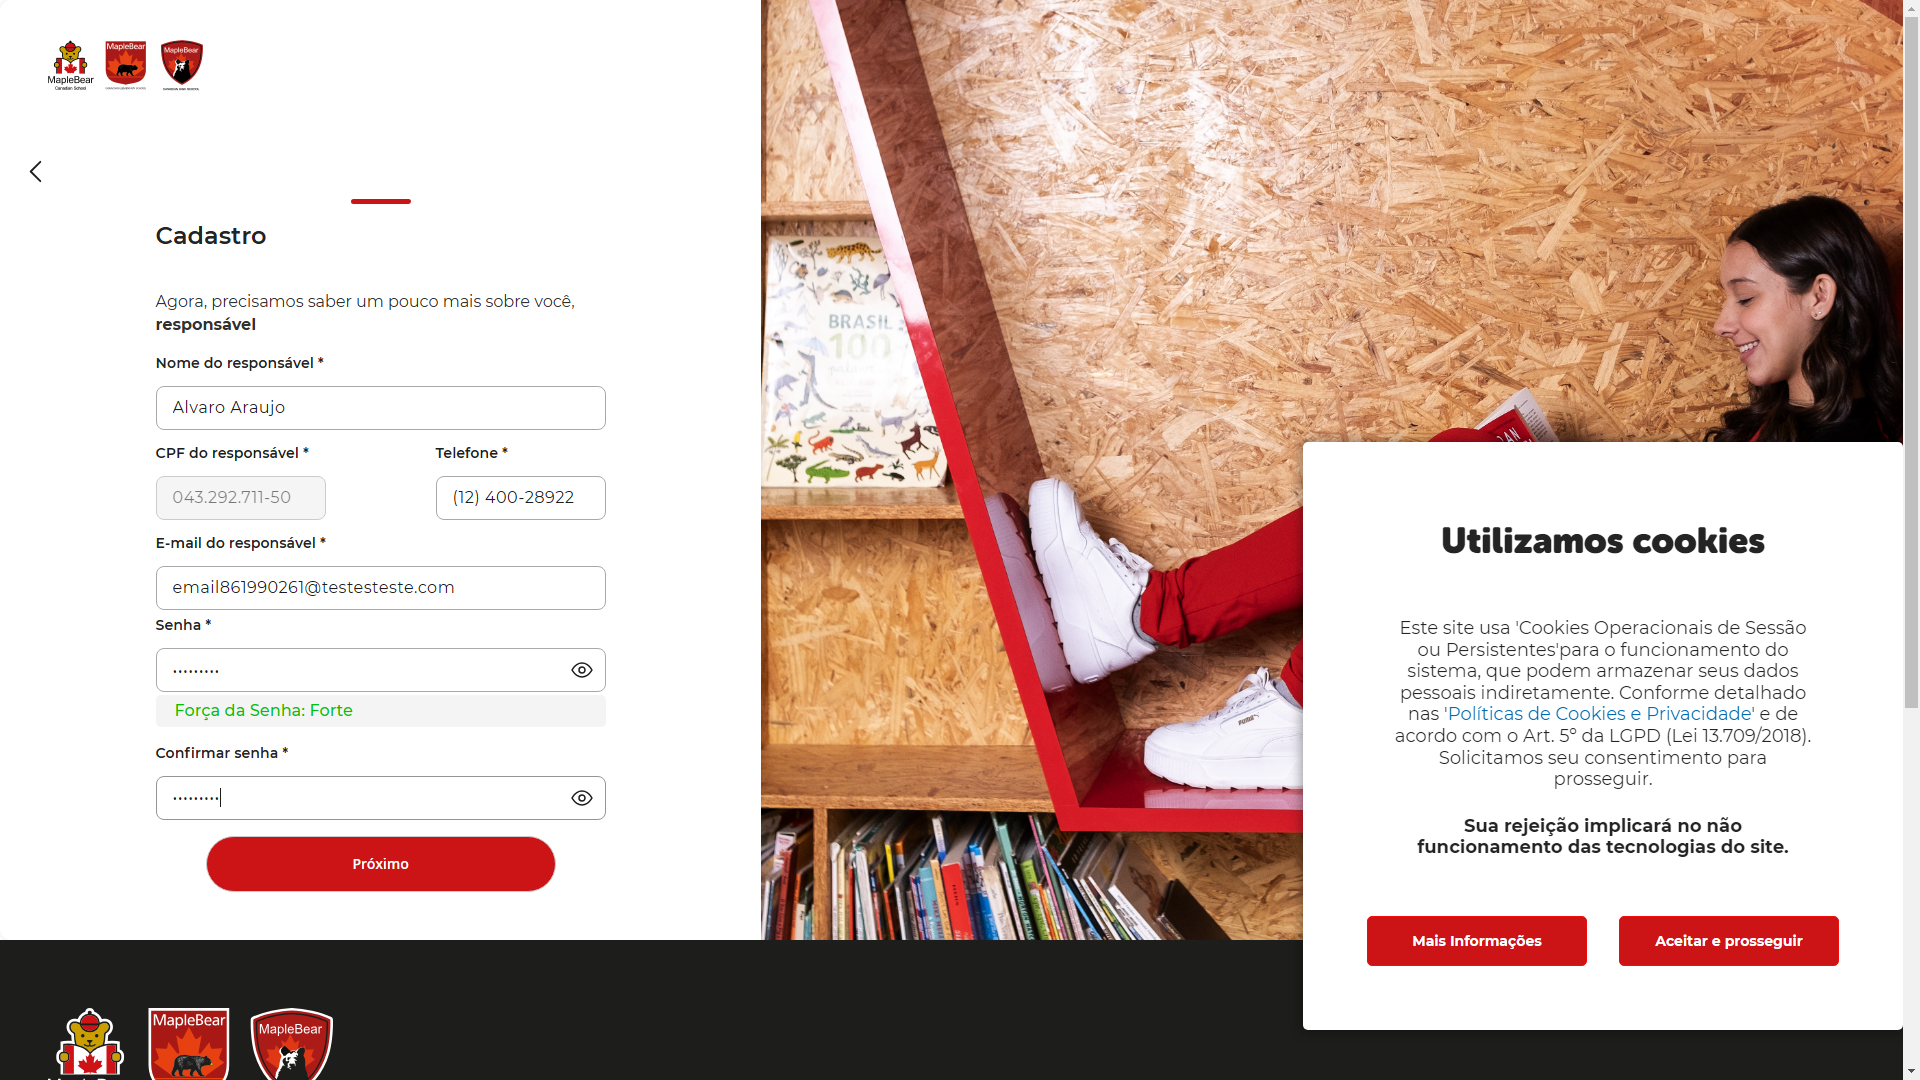 MapleBear
Canadian School
MapleBear
MapleBear
Cadastro
Agora, precisamos saber um pouco mais sobre você,
responsável
Nome do responsável *
Alvaro Araujo
CPF do responsável *
Telefone *
043.292.711-50
(12) 400-28922
E-mail do responsável *
email861990261@testesteste.com
Senha *
•••••••••
Força da Senha: Forte
Confirmar senha *
•••••••••
Próximo
BRASIL
100
Utilizamos cookies
Este site usa 'Cookies Operacionais de Sessão
ou Persistentes'para o funcionamento do
sistema, que podem armazenar seus dados
pessoais indiretamente. Conforme detalhado
nas 'Políticas de Cookies e Privacidade' e de
acordo com o Art. 5º da LGPD (Lei 13.709/2018).
Solicitamos seu consentimento para
prosseguir.
Sua rejeição implicará no não
funcionamento das tecnologias do site.
Mais Informações
Aceitar e prosseguir
MapleBear
MapleBear